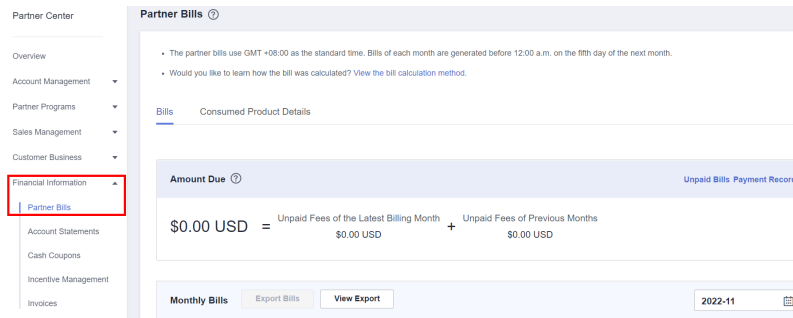 Partner Center
Overview
Account Management
Partner Programs
Sales Management
Customer Business
Financial Information
Partner Bills
Account Statements
Cash Coupons
Incentive Management
Invoices
Partner Bills
• The partner bills use GMT +08:00 as the standard time. Bills of each month are generated before 12:00 a.m. on the fifth day of the next month.
• Would you like to learn how the bill was calculated? View the bill calculation method.
Bills Consumed Product Details
Amount Due Unpaid Bills Payment Recor
$0.00 USD = Unpaid Fees of the Latest Billing Month + Unpaid Fees of Previous Months
$0.00 USD $0.00 USD
Monthly Bills Export Bills View Export 2022-11